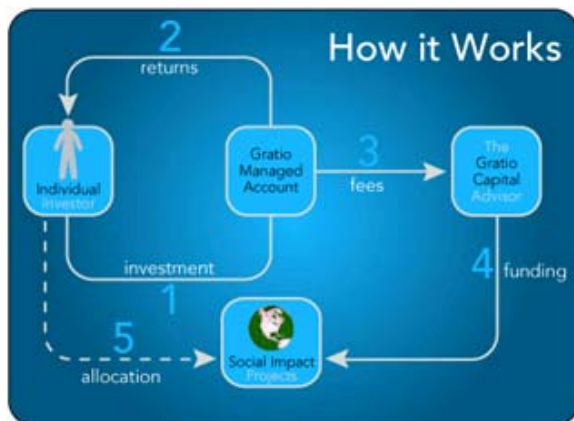 How it Works
2
returns
Individual
Investor
Gratio
Managed
Account
3
fees
The
Gratio
Capital
Advisor
investment
1
4
funding
5
allocation
Social Impact
Projects